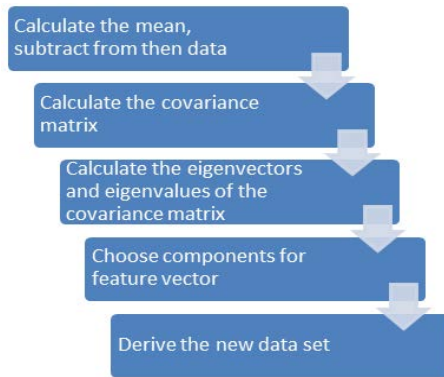 Calculate the mean,
subtract from then data
Calculate the covariance
matrix
Calculate the eigenvectors
and eigenvalues of the
covariance matrix
Choose components for
feature vector
Derive the new data set